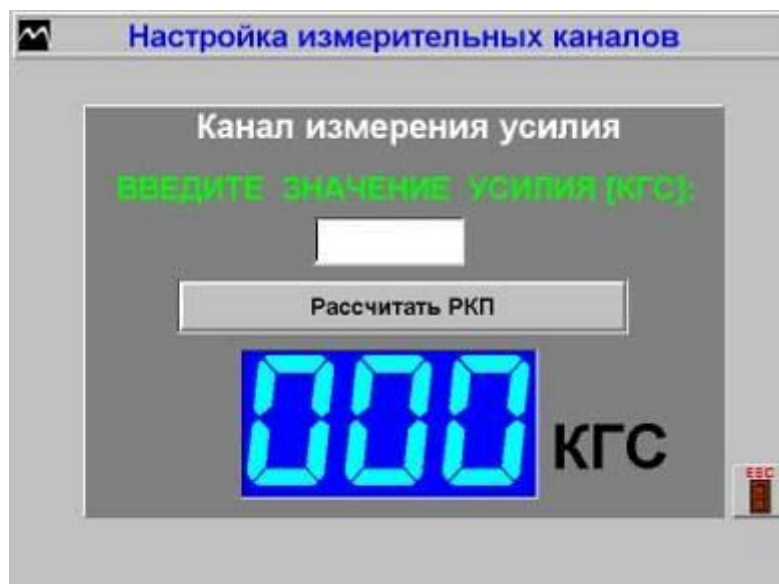 Настройка измерительных каналов
Канал измерения усилия
ВВЕДИТЕ ЗНАЧЕНИЕ УСИЛИЯ [КГС]:
Рассчитать РКП
000 КГС
ESC